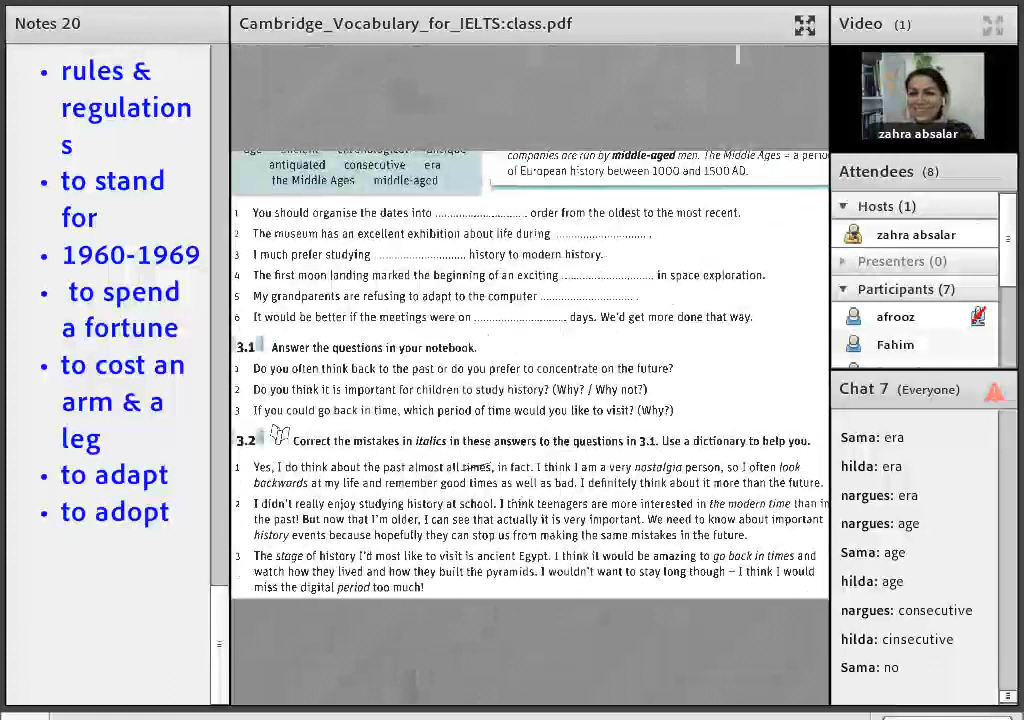 Notes 20
• rules &
regulation
s
• to stand
for
• 1960-1969
• to spend
a fortune
• to cost an
arm & a
leg
• to adapt
• to adopt
Cambridge_Vocabulary_for_IELTS:class.pdf
antiquated consecutive era
the Middle Ages middle-aged
companies are run by middle-aged men. The Middle Ages = a perio
of European history between 1000 and 1500 AD.
1 You should organise the dates into ............................ order from the oldest to the most recent.
2 The museum has an excellent exhibition about life during ............................ .
3 I much prefer studying ............................ history to modern history.
4 The first moon landing marked the beginning of an exciting ............................ in space exploration.
5 My grandparents are refusing to adapt to the computer ............................ .
6 It would be better if the meetings were on ............................ days. We'd get more done that way.
3.1 Answer the questions in your notebook.
1 Do you often think back to the past or do you prefer to concentrate on the future?
2 Do you think it is important for children to study history? (Why? / Why not?)
3 If you could go back in time, which period of time would you like to visit? (Why?)
3.2 Correct the mistakes in italics in these answers to the questions in 3.1. Use a dictionary to help you.
1 Yes, I do think about the past almost all times, in fact. I think I am a very nostalgia person, so I often look
backwards at my life and remember good times as well as bad. I definitely think about it more than the future.
2 I didn't really enjoy studying history at school. I think teenagers are more interested in the modern time than in
the past! But now that I'm older, I can see that actually it is very important. We need to know about important
history events because hopefully they can stop us from making the same mistakes in the future.
3 The stage of history I'd most like to visit is ancient Egypt. I think it would be amazing to go back in times and
watch how they lived and how they built the pyramids. I wouldn't want to stay long though – I think I would
miss the digital period too much!
Video (1)
zahra absalar
Attendees (8)
Hosts (1)
zahra absalar
Presenters (0)
Participants (7)
afrooz
Fahim
Chat 7 (Everyone)
Sama: era
hilda: era
nargues: era
nargues: age
Sama: age
hilda: age
nargues: consecutive
hilda: cinsecutive
Sama: no